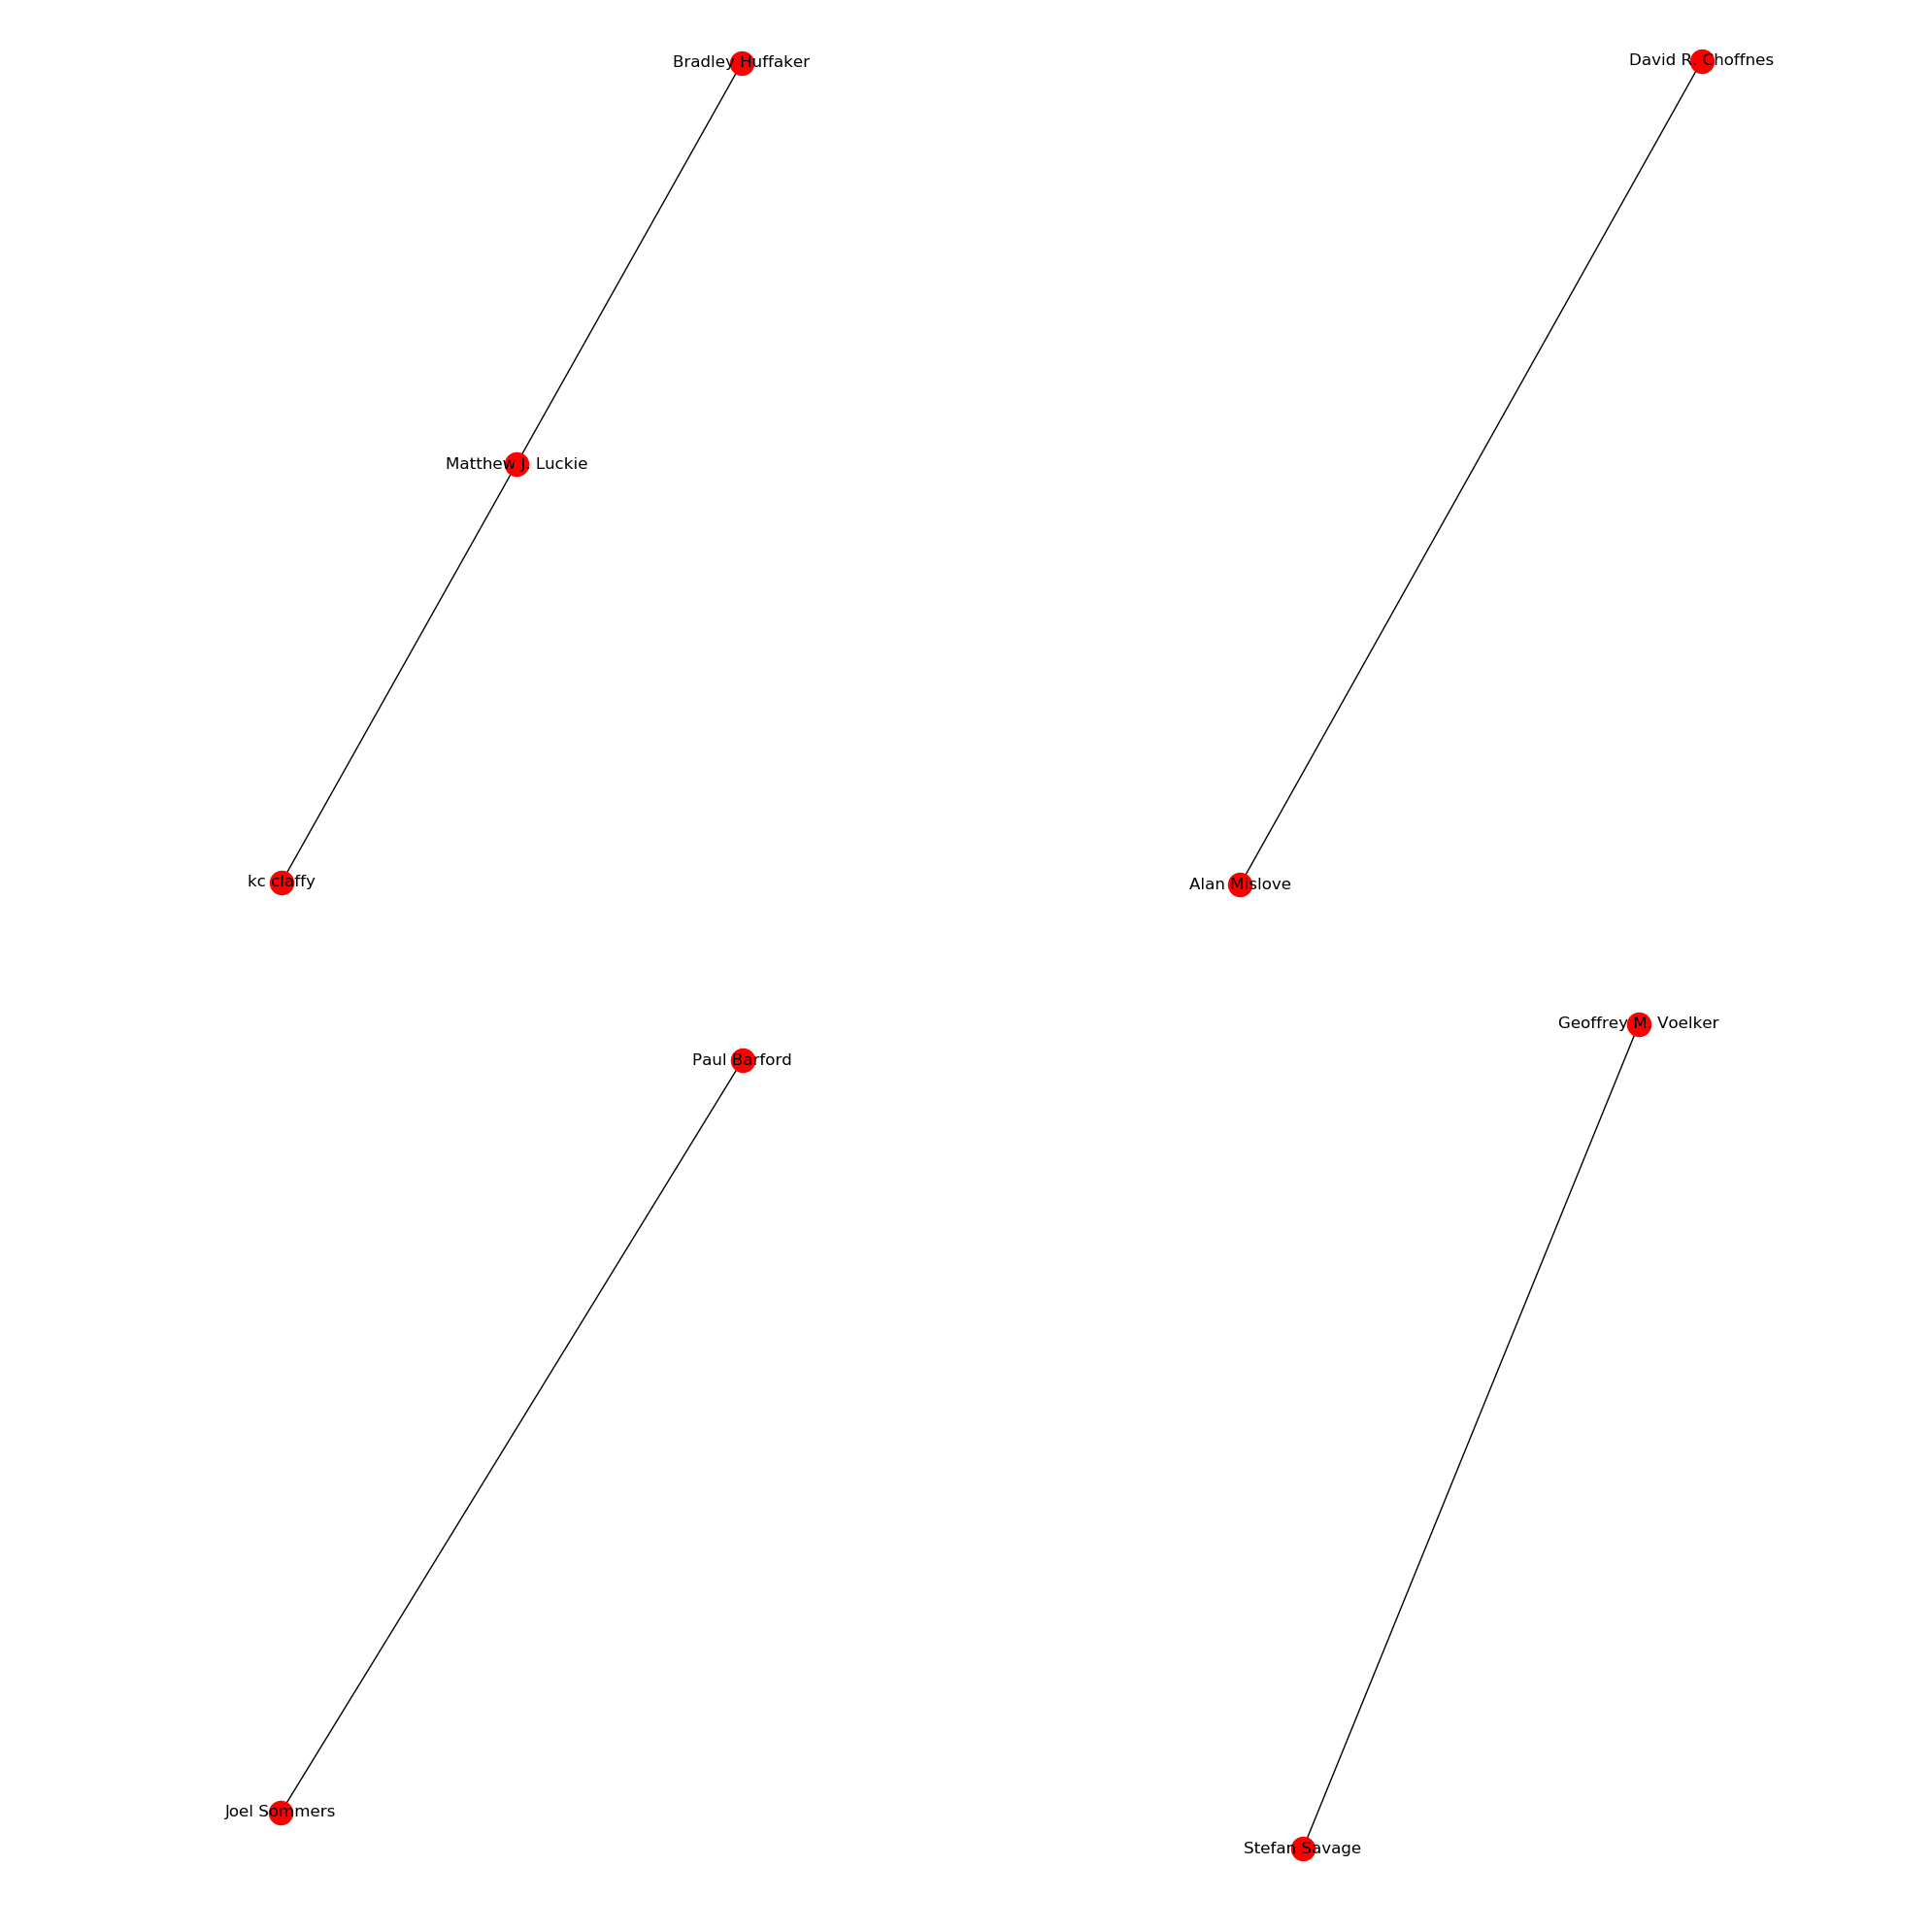 Bradley Huffaker
David R. Choffnes
Matthew J. Luckie
kc claffy
Alan Mislove
Geoffrey M. Voelker
Paul Barford
Joel Sommers
Stefan Savage